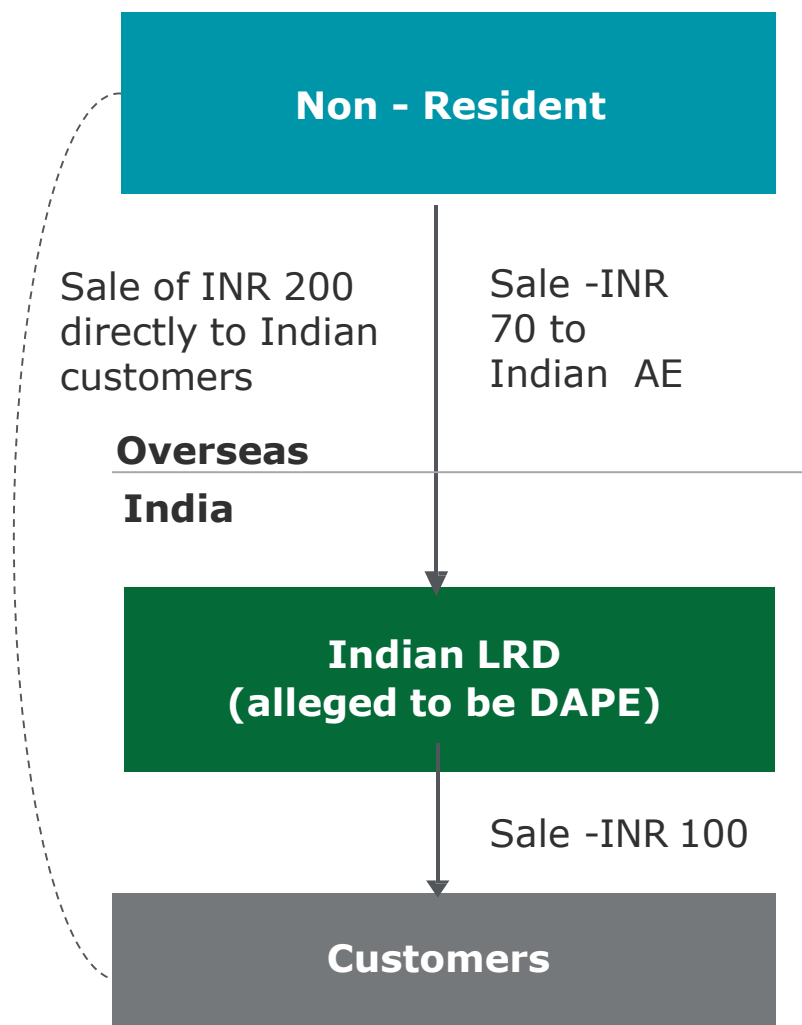 Non - Resident
Sale of INR 200
directly to Indian
customers
Sale -INR
70 to
Indian  AE
Overseas
India
Indian LRD
(alleged to be DAPE)
Sale -INR 100
Customers